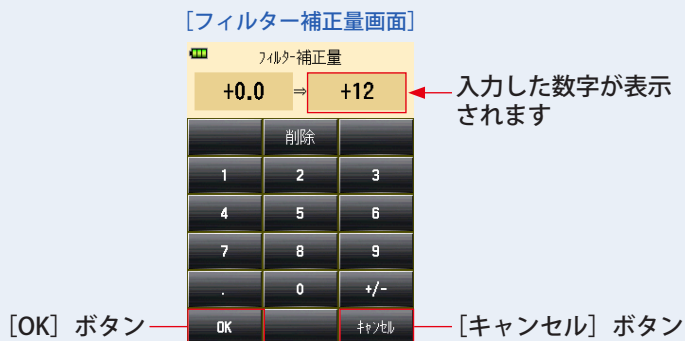 [フィルター補正量画面]
フィルター補正量
+0.0 ⇒ +12
入力した数字が表示
されます
削除
1 2 3
4 5 6
7 8 9
. 0 +/-
[OK] ボタン
OK キャンセル
[キャンセル] ボタン